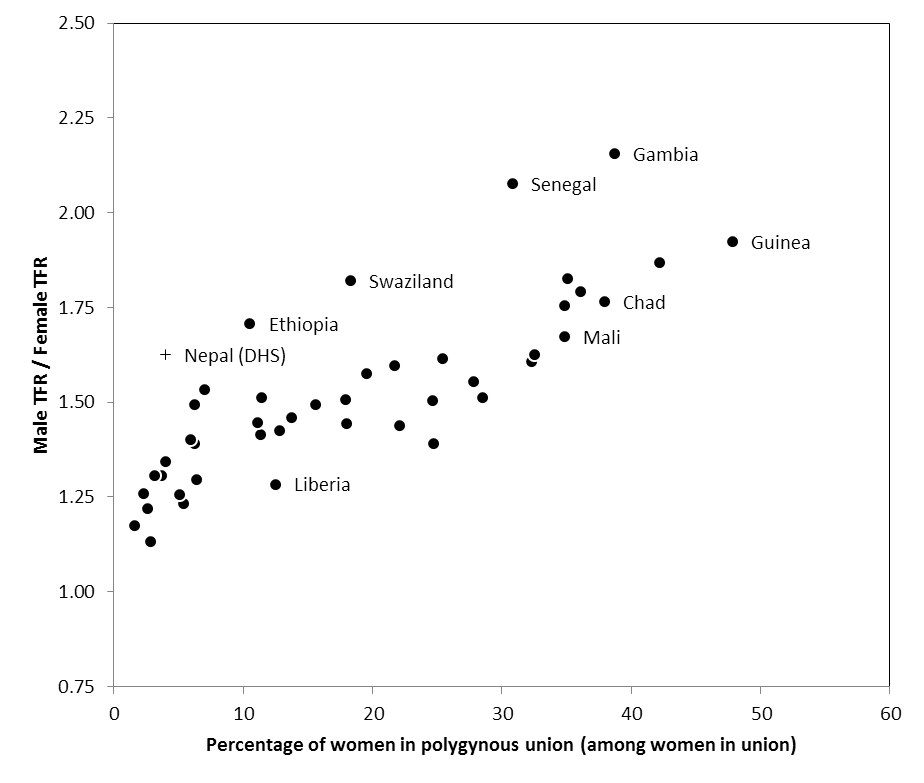 2.50
2.25
Gambia
Senegal
2.00
Guinea
Swaziland
Chad
1.75
Ethiopia
Mali
Nepal (DHS)
1.50
Liberia
1.25
1.00
0.75
Male TFR / Female TFR
0 10 20 30 40 50 60
Percentage of women in polygynous union (among women in union)